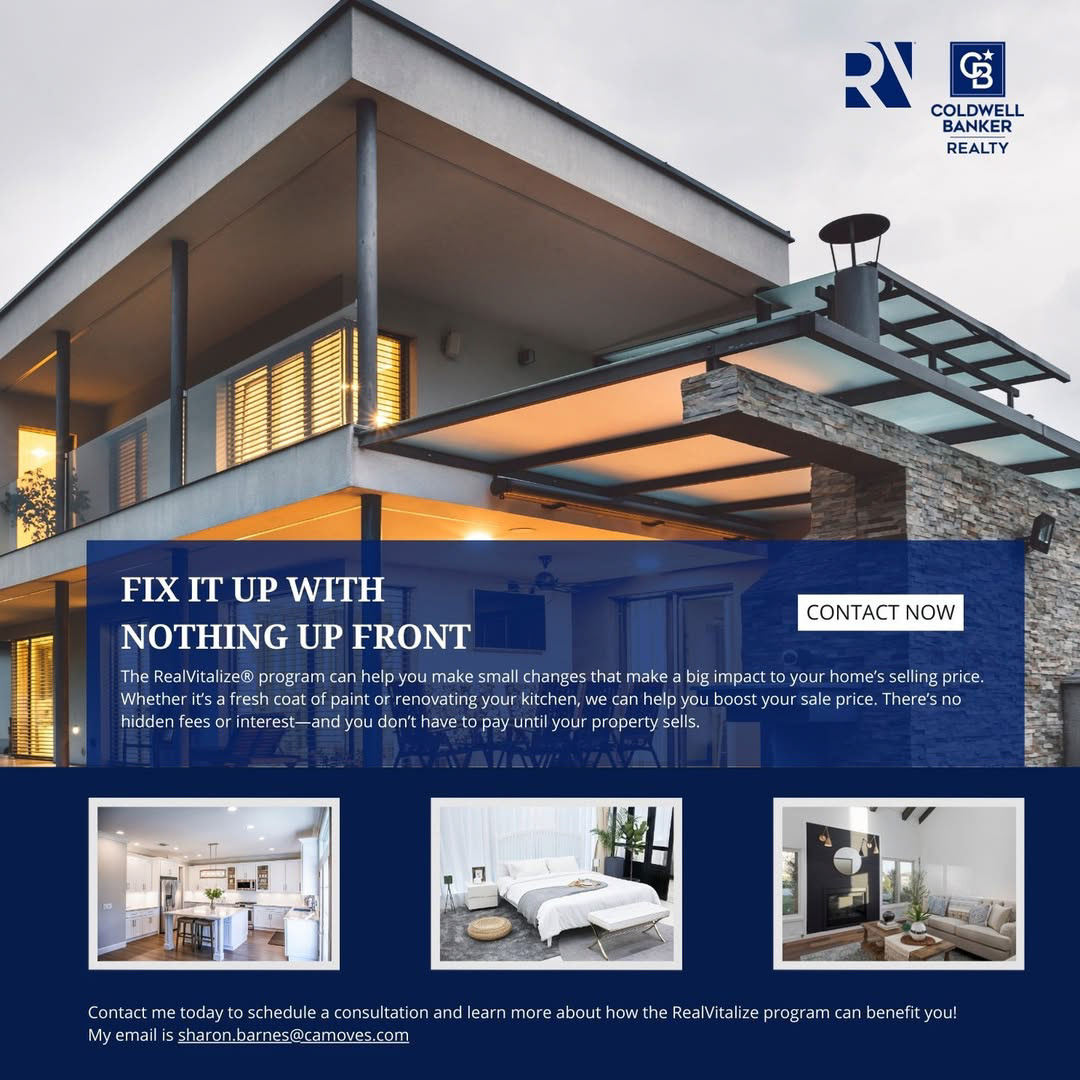 RV
CB
COLDWELL
BANKER
REALTY
FIX IT UP WITH
NOTHING UP FRONT
CONTACT NOW
The RealVitalize® program can help you make small changes that make a big impact to your home’s selling price.
Whether it’s a fresh coat of paint or renovating your kitchen, we can help you boost your sale price. There’s no
hidden fees or interest—and you don’t have to pay until your property sells.
Contact me today to schedule a consultation and learn more about how the RealVitalize program can benefit you!
My email is sharon.barnes@camoves.com